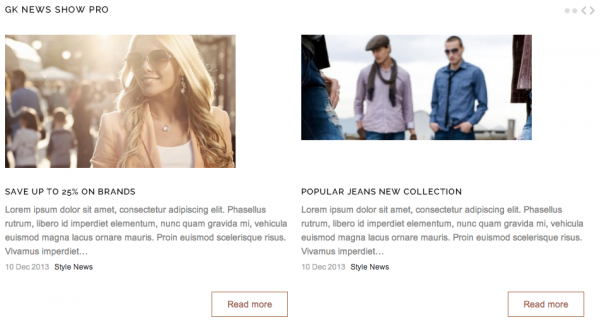 GK NEWS SHOW PRO
SAVE UP TO 25% ON BRANDS
Lorem ipsum dolor sit amet, consectetur adipiscing elit. Phasellus
rutrum, libero id imperdiet elementum, nunc quam gravida mi, vehicula
euismod magna lacus ornare mauris. Proin euismod scelerisque risus.
Vivamus imperdiet…
10 Dec 2013 Style News
Read more
POPULAR JEANS NEW COLLECTION
Lorem ipsum dolor sit amet, consectetur adipiscing elit. Phasellus
rutrum, libero id imperdiet elementum, nunc quam gravida mi, vehicula
euismod magna lacus ornare mauris. Proin euismod scelerisque risus.
Vivamus imperdiet…
10 Dec 2013 Style News
Read more